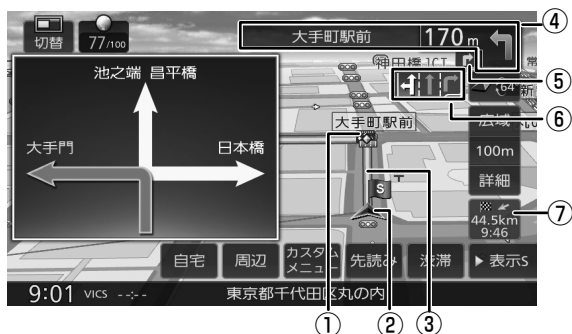 切替
77/100
大手町駅前 170m
④
神田橋JCT
常
⑤
64
新
⑥
池之端 昌平橋
大手門
日本橋
大手町駅前
広域
100m
詳細
S
44.5km
9:46
⑦
自宅
周辺
カスタムメニュー
先読み
渋滞
▶ 表示S
9:01 VICS --:--
東京都千代田区丸の内
①
②
③